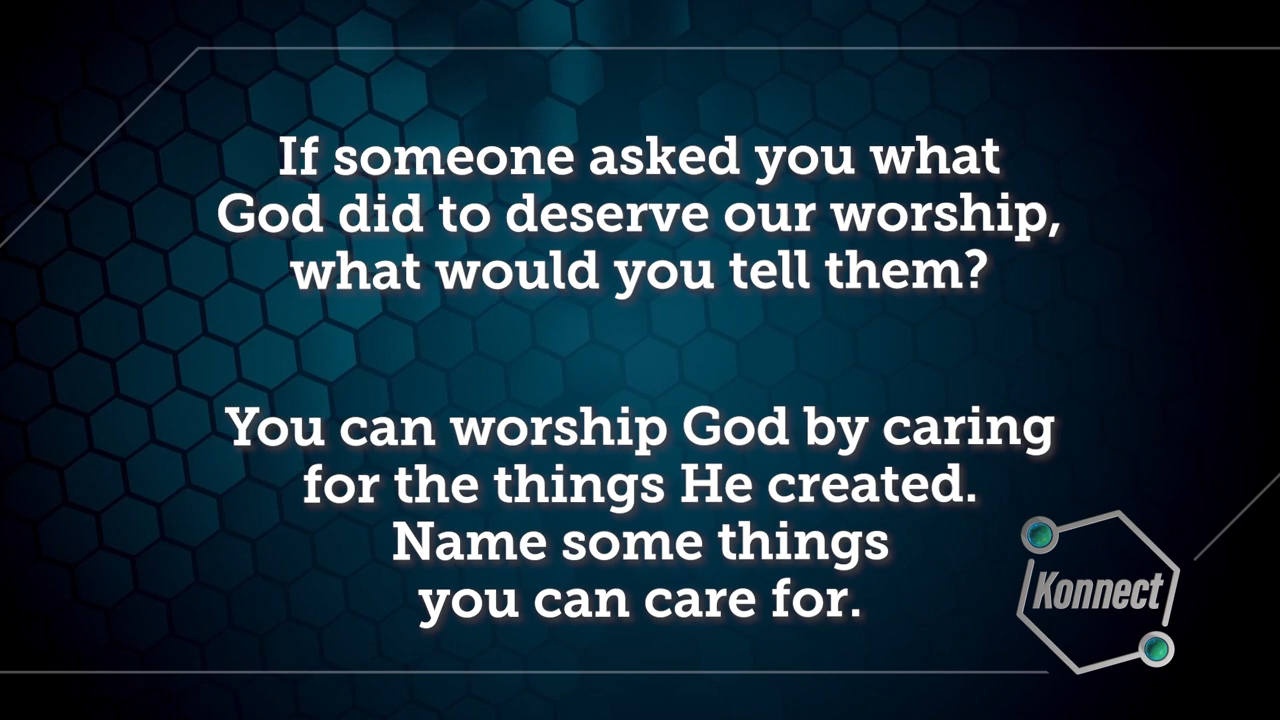 If someone asked you what
God did to deserve our worship,
what would you tell them?
You can worship God by caring
for the things He created.
Name some things
you can care for.
Konnect